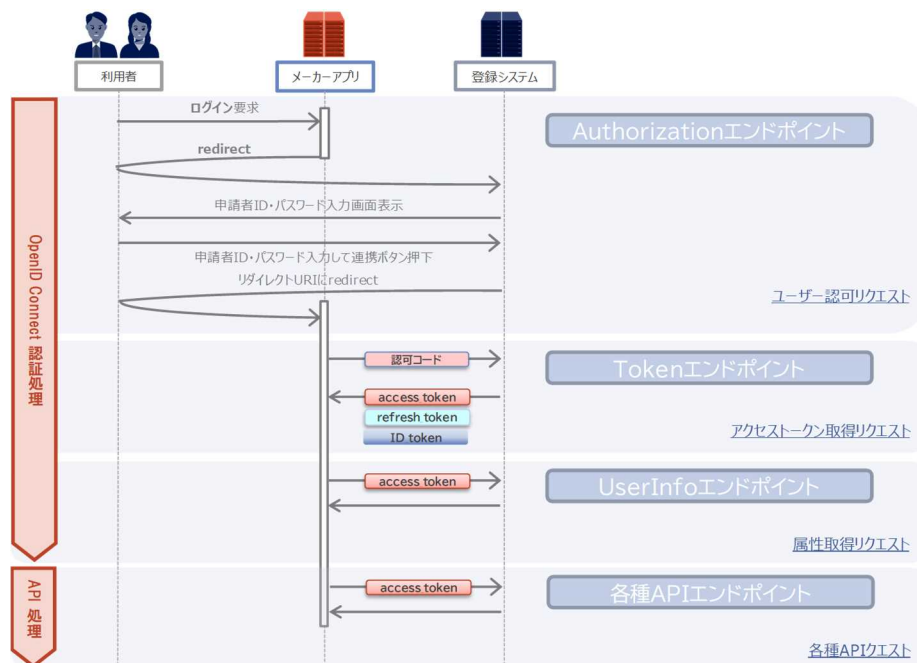 利用者
メーカーアプリ
登録システム
OpenID Connect 認証処理
ログイン要求
Authorizationエンドポイント
redirect
申請者ID・パスワード入力画面表示
申請者ID・パスワード入力して連携ボタン押下
リダイレクトURIにredirect
ユーザー認可リクエスト
認可コード
Tokenエンドポイント
access token
refresh token
ID token
アクセストークン取得リクエスト
access token
UserInfoエンドポイント
属性取得リクエスト
API 処理
access token
各種APIエンドポイント
各種APIクエスト